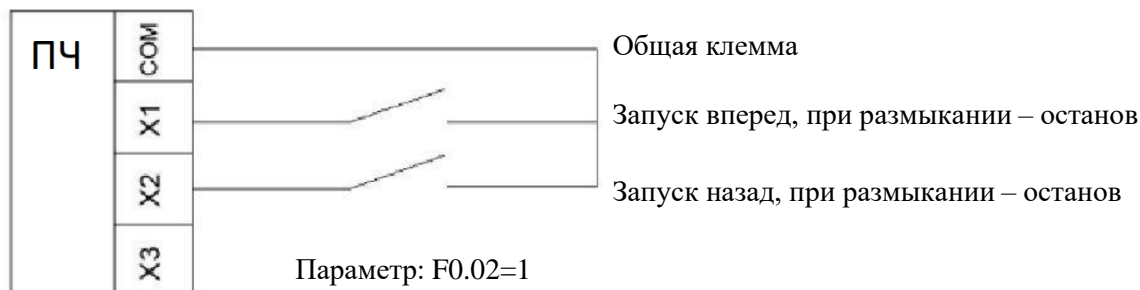 ПЧ
COM
Общая клемма
X1
Запуск вперед, при размыкании – останов
X2
Запуск назад, при размыкании – останов
X3
Параметр: F0.02=1